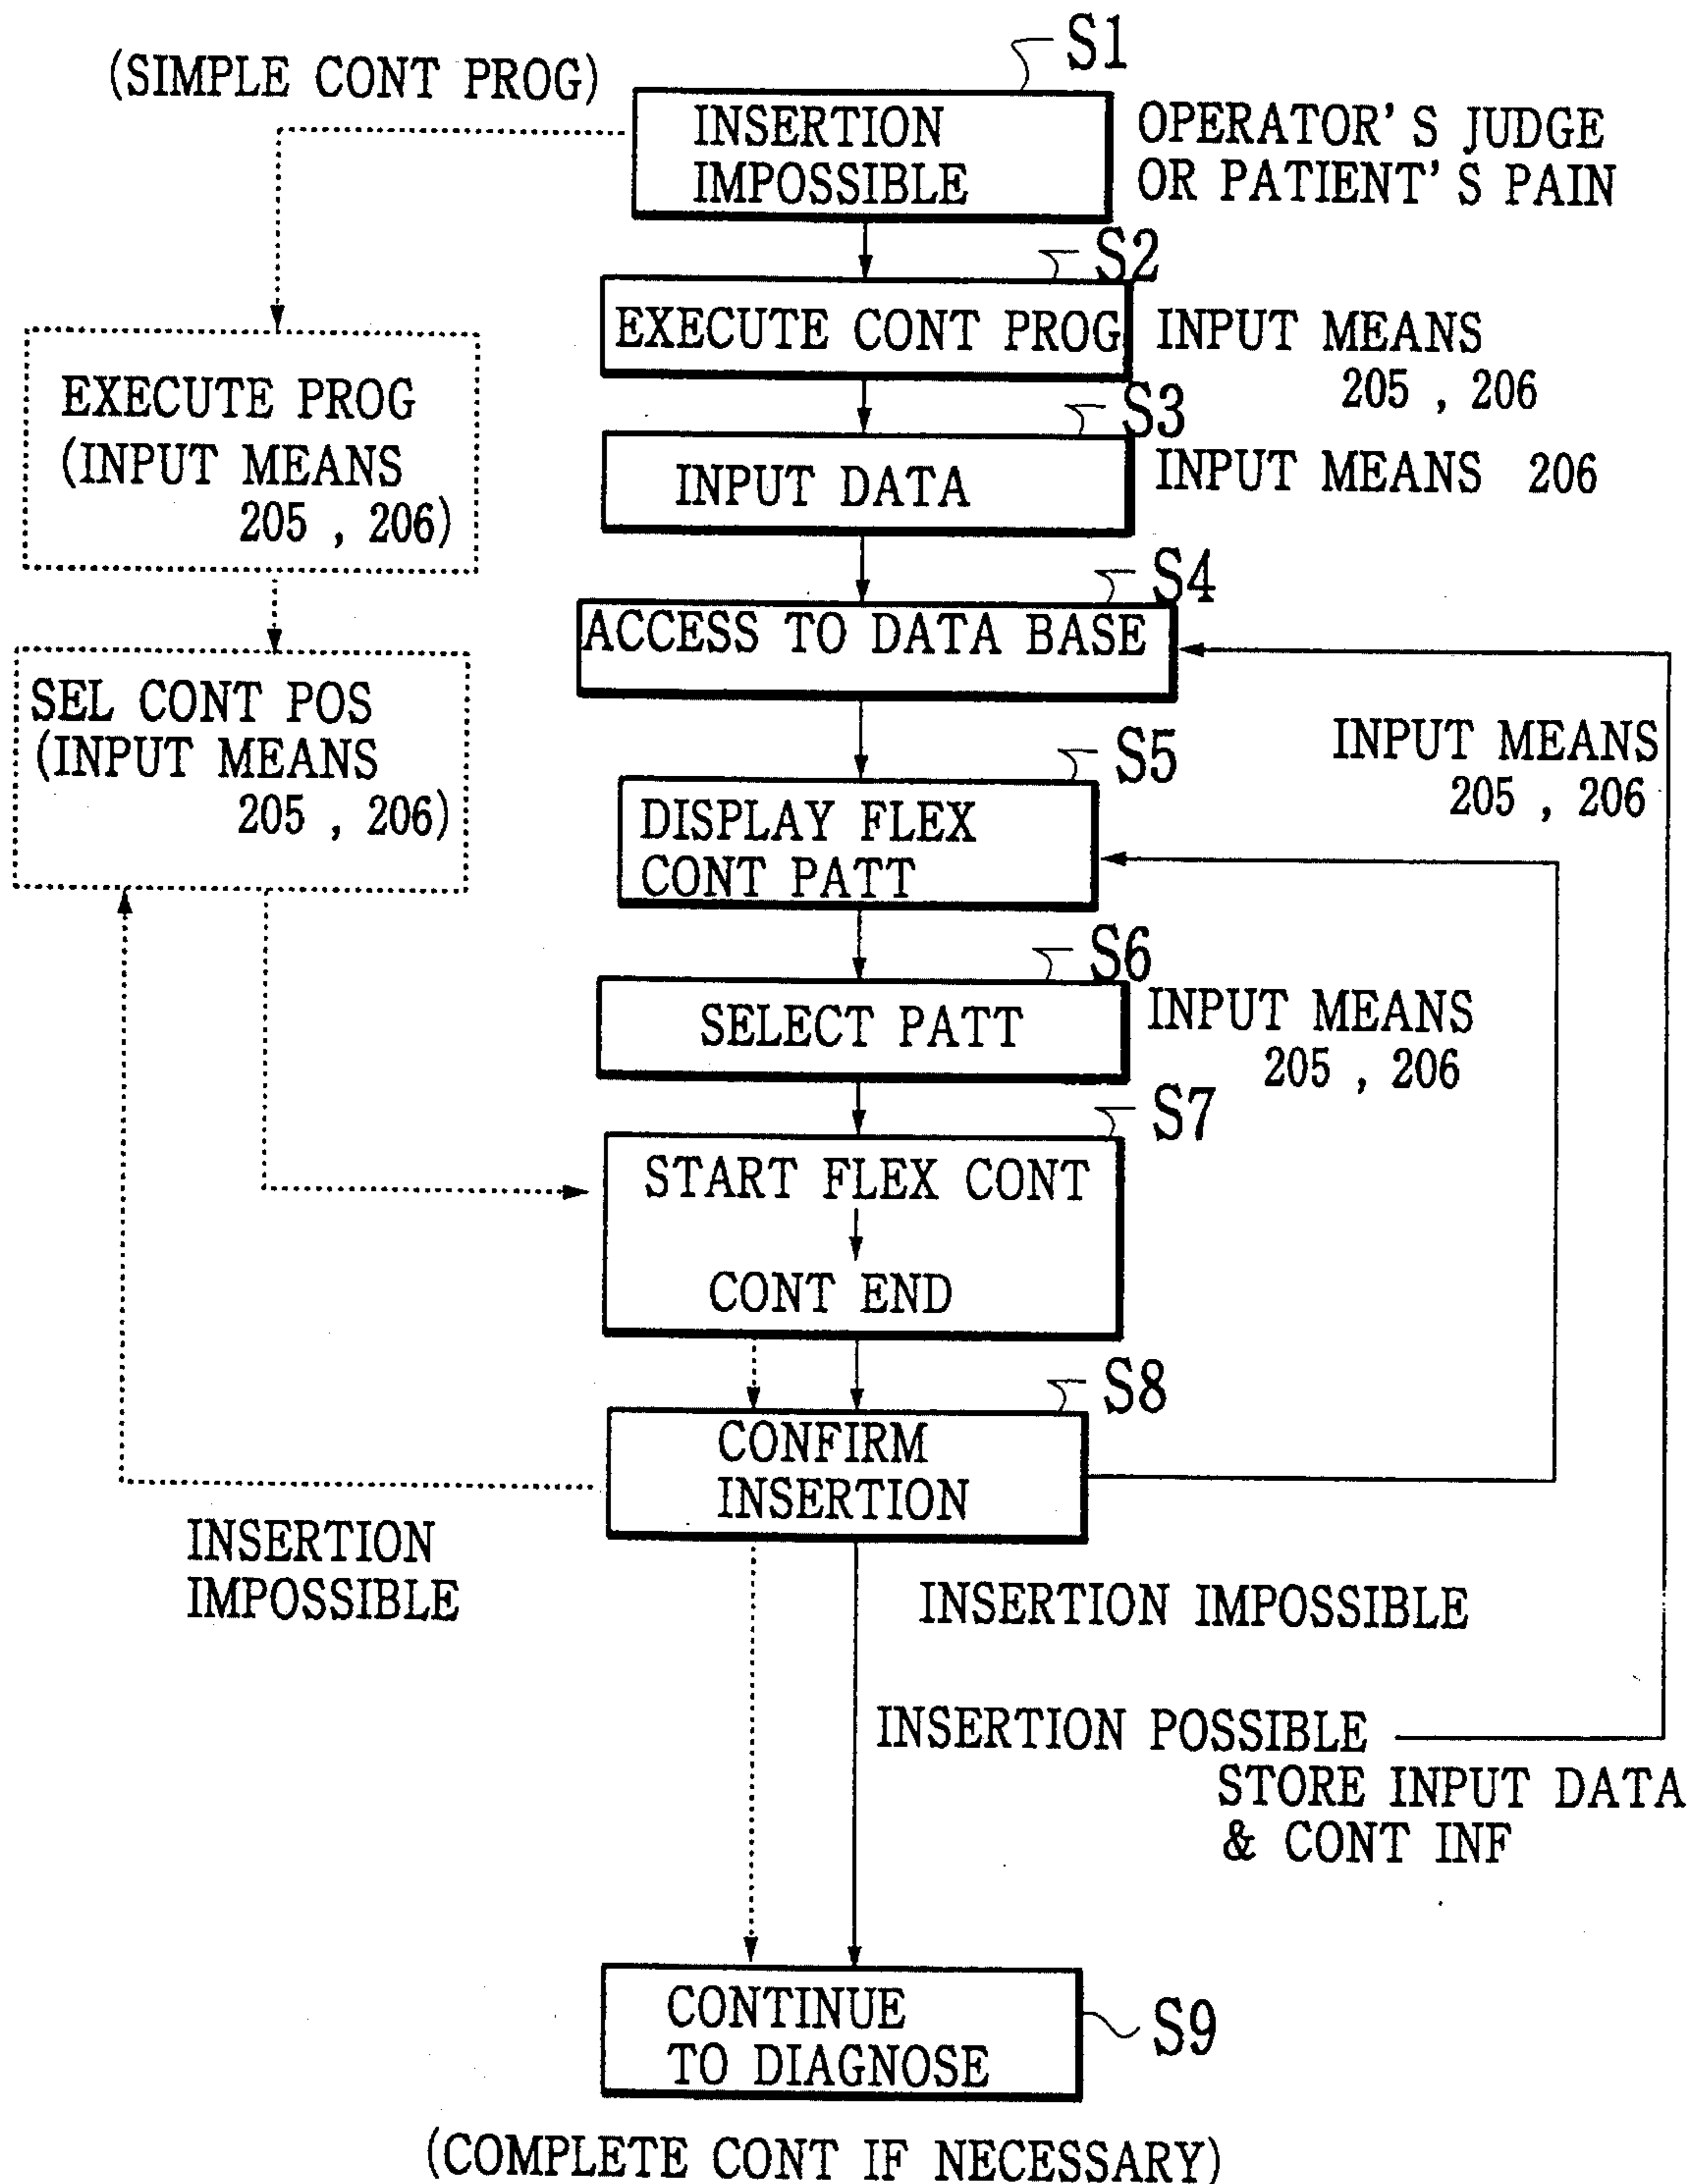 S1
(SIMPLE CONT PROG)
INSERTION
IMPOSSIBLE
OPERATOR'S JUDGE
OR PATIENT'S PAIN
S2
EXECUTE CONT PROG
INPUT MEANS
205 , 206
EXECUTE PROG
(INPUT MEANS
205 , 206)
S3
INPUT DATA
INPUT MEANS 206
S4
ACCESS TO DATA BASE
SEL CONT POS
(INPUT MEANS
205 , 206)
INPUT MEANS
205 , 206
S5
DISPLAY FLEX
CONT PATT
S6
SELECT PATT
INPUT MEANS
205 , 206
S7
START FLEX CONT
CONT END
S8
CONFIRM
INSERTION
INSERTION
IMPOSSIBLE
INSERTION IMPOSSIBLE
INSERTION POSSIBLE
STORE INPUT DATA
& CONT INF
CONTINUE
TO DIAGNOSE
S9
(COMPLETE CONT IF NECESSARY)